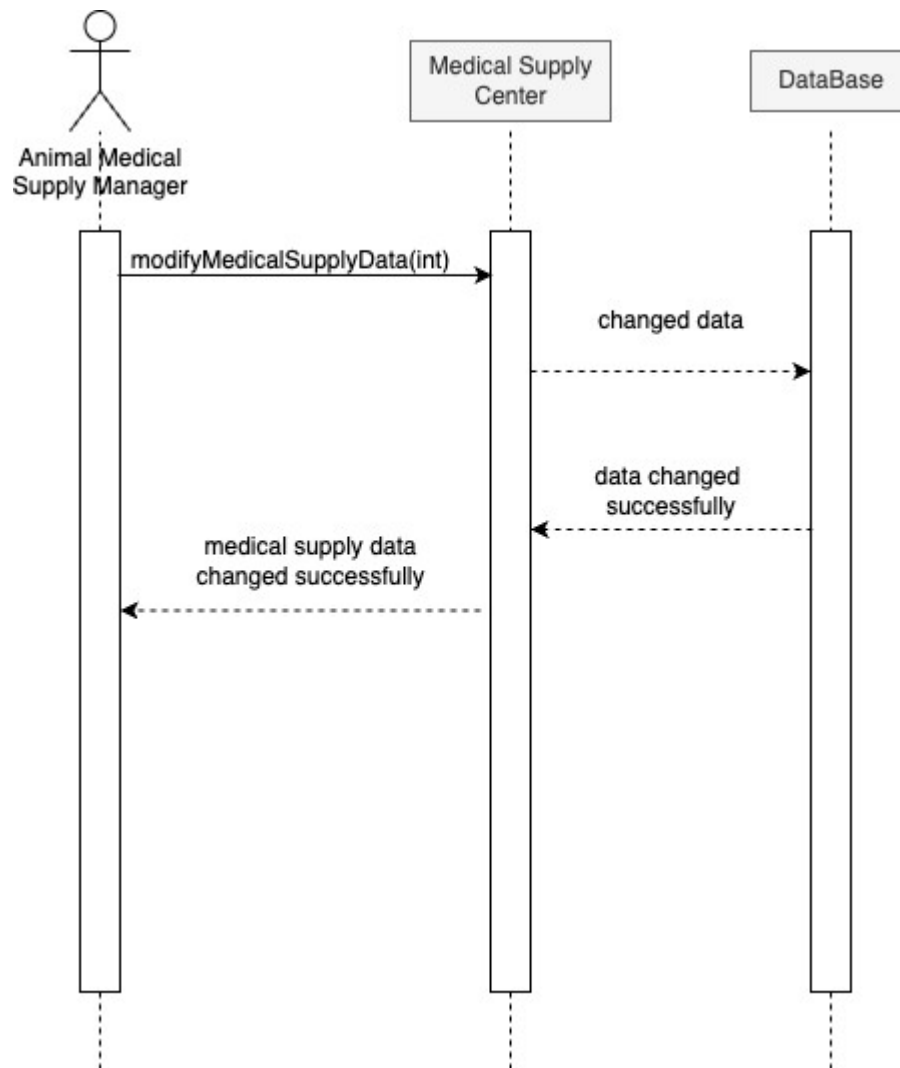 Medical Supply
Center
DataBase
Animal Medical
Supply Manager
modifyMedicalSupplyData(int)
changed data
data changed
successfully
medical supply data
changed successfully